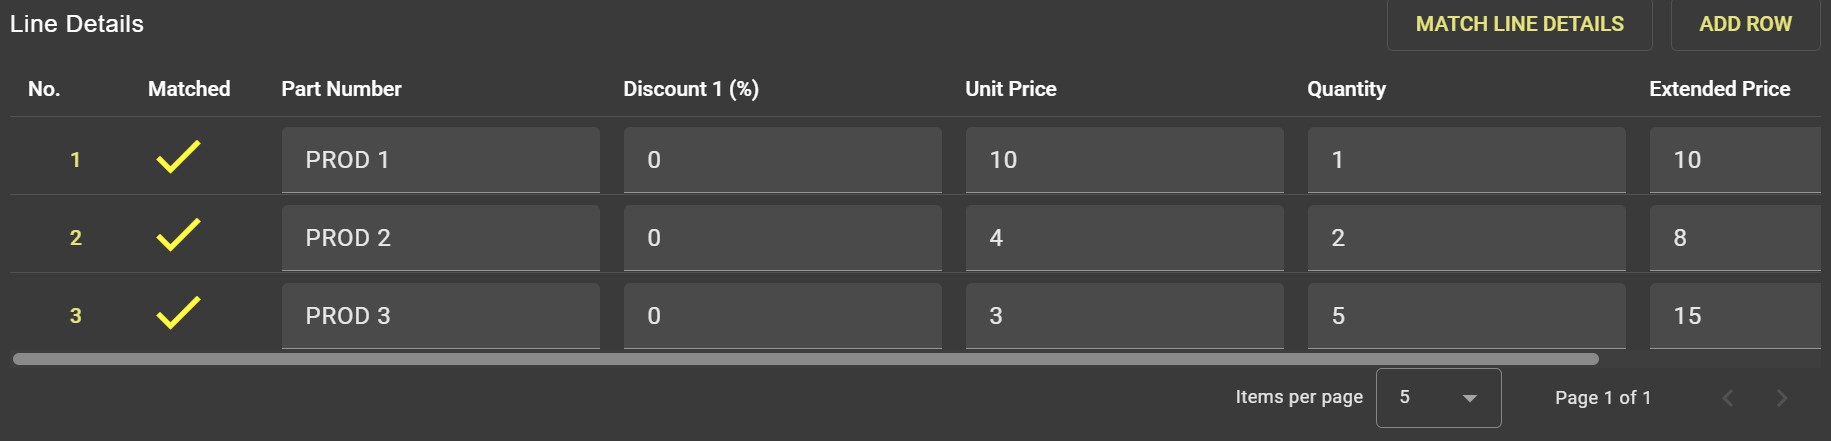 Line Details MATCH LINE DETAILS ADD ROW
No. Matched Part Number Discount 1 (%) Unit Price Quantity Extended Price
1 PROD 1 0 10 1 10
2 PROD 2 0 4 2 8
3 PROD 3 0 3 5 15
Items per page 5 Page 1 of 1